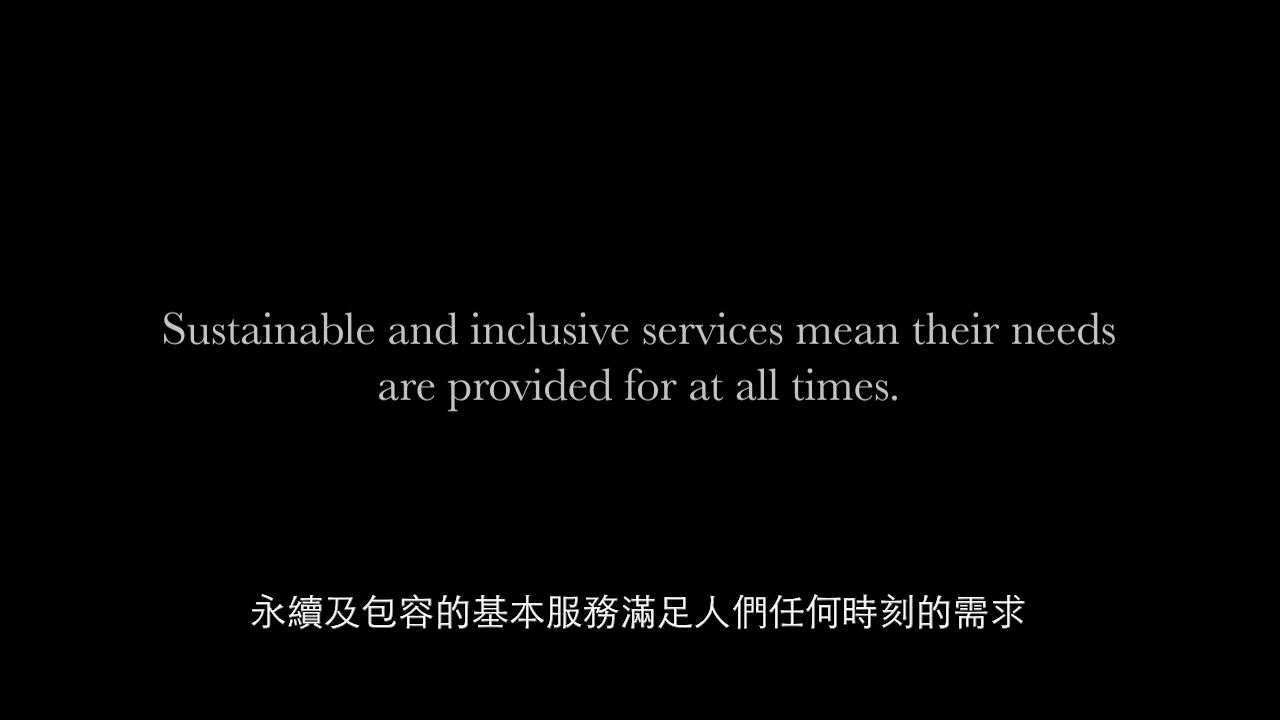 Sustainable and inclusive services mean their needs
are provided for at all times.
永續及包容的基本服務滿足人們任何時刻的需求